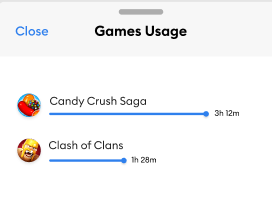 Close Games Usage
Candy Crush Saga
3h 12m
Clash of Clans
1h 28m